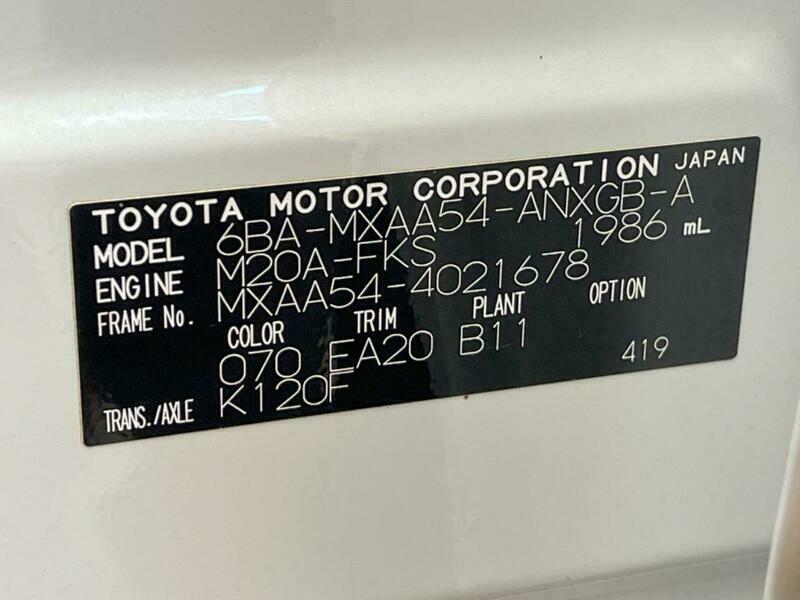 TOYOTA MOTOR CORPORATION JAPAN
MODEL 6BA-MXAA54-ANXGB-A
ENGINE M20A-FKS 1986 mL
FRAME No. MXAA54-4021678
COLOR TRIM PLANT OPTION
070 EA20 B11 419
TRANS./AXLE K120F